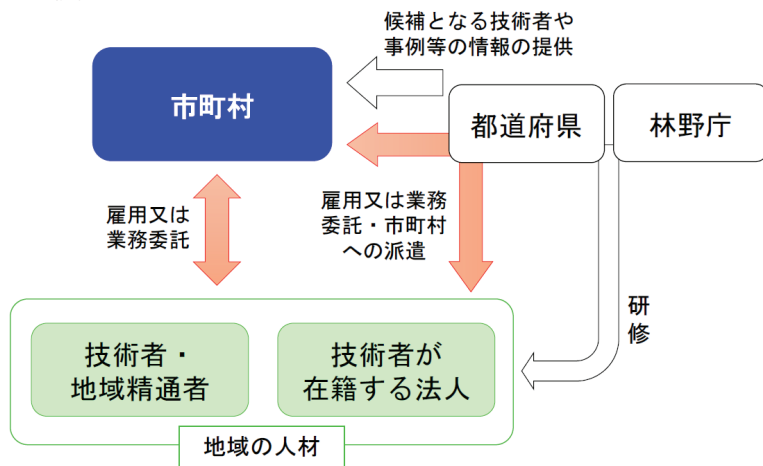 候補となる技術者や
事例等の情報の提供
市町村
都道府県
林野庁
雇用又は
業務委託
雇用又は業務
委託・市町村
への派遣
研
修
技術者・
地域精通者
技術者が
在籍する法人
地域の人材